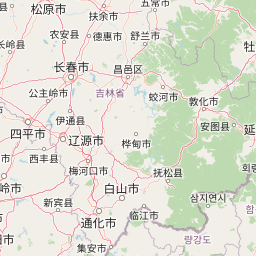 松原市
五常市
扶余市
长岭县
农安县
德惠市
舒兰市
牡
长春市
昌邑区
公主岭市
吉林省
蛟河市
敦化市
四平市
伊通县
安图县
辽源市
桦甸市
西丰县
梅河口市
抚松县
岭市
白山市
삼지연시
新宾县
临江市
通化市
량강도
集安市